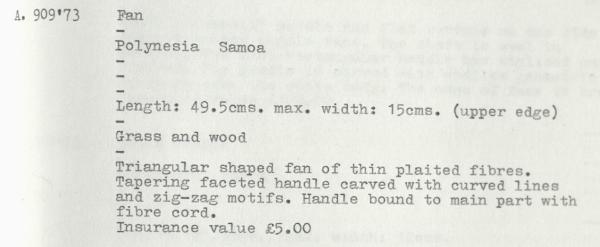 A. 909'73 Fan
-
Polynesia Samoa
-
-
-
-
Length: 49.5cms. max. width: 15cms. (upper edge)
-
Grass and wood
-
Triangular shaped fan of thin plaited fibres.
Tapering faceted handle carved with curved lines
and zig-zag motifs. Handle bound to main part with
fibre cord.
Insurance value £5.00